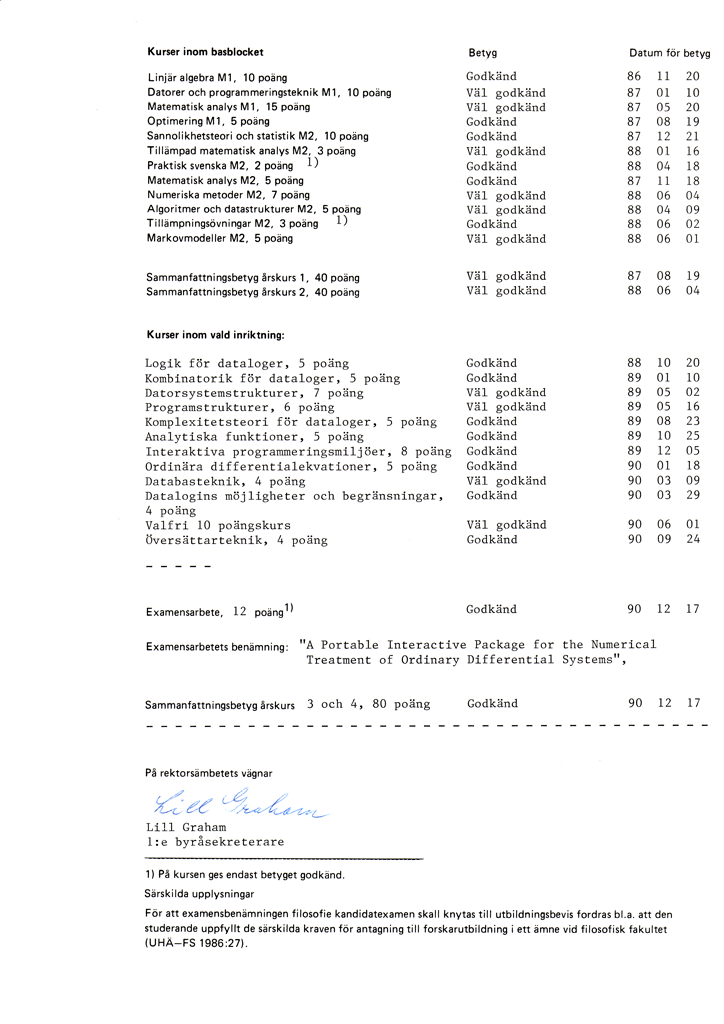 Kurser inom basblocket Betyg Datum för betyg
Linjär algebra M1, 10 poäng Godkänd 86 11 20
Datorer och programmeringsteknik M1, 10 poäng Väl godkänd 87 01 10
Matematisk analys M1, 15 poäng Väl godkänd 87 05 20
Optimering M1, 5 poäng Godkänd 87 08 19
Sannolikhetsteori och statistik M2, 10 poäng Godkänd 87 12 21
Tillämpad matematisk analys M2, 3 poäng Väl godkänd 88 01 16
Praktisk svenska M2, 2 poäng 1) Godkänd 88 04 18
Matematisk analys M2, 5 poäng Godkänd 87 11 18
Numeriska metoder M2, 7 poäng Väl godkänd 88 06 04
Algoritmer och datastrukturer M2, 5 poäng Väl godkänd 88 04 09
Tillämpningsövningar M2, 3 poäng 1) Godkänd 88 06 02
Markovmodeller M2, 5 poäng Väl godkänd 88 06 01
Sammanfattningsbetyg årskurs 1, 40 poäng Väl godkänd 87 08 19
Sammanfattningsbetyg årskurs 2, 40 poäng Väl godkänd 88 06 04
Kurser inom vald inriktning:
Logik för dataloger, 5 poäng Godkänd 88 10 20
Kombinatorik för dataloger, 5 poäng Godkänd 89 01 10
Datorsystemstrukturer, 7 poäng Väl godkänd 89 05 02
Programstrukturer, 6 poäng Väl godkänd 89 05 16
Komplexitetsteori för dataloger, 5 poäng Godkänd 89 08 23
Analytiska funktioner, 5 poäng Godkänd 89 10 25
Interaktiva programmeringsmiljöer, 8 poäng Godkänd 89 12 05
Ordinära differentialekvationer, 5 poäng Godkänd 90 01 18
Databasteknik, 4 poäng Väl godkänd 90 03 09
Datalogins möjligheter och begränsningar, Godkänd 90 03 29
4 poäng
Valfri 10 poängskurs Väl godkänd 90 06 01
Översättarteknik, 4 poäng Godkänd 90 09 24
- - - - -
Examensarbete, 12 poäng1) Godkänd 90 12 17
Examensarbetets benämning: "A Portable Interactive Package for the Numerical
Treatment of Ordinary Differential Systems",
Sammanfattningsbetyg årskurs 3 och 4, 80 poäng Godkänd 90 12 17
På rektorsämbetets vägnar
Lill Graham
Lill Graham
1:e byråsekreterare
1) På kursen ges endast betyget godkänd.
Särskilda upplysningar
För att examensbenämningen filosofie kandidatexamen skall knytas till utbildningsbevis fordras bl.a. att den
studerande uppfyllt de särskilda kraven för antagning till forskarutbildning i ett ämne vid filosofisk fakultet
(UHÄ–FS 1986:27).